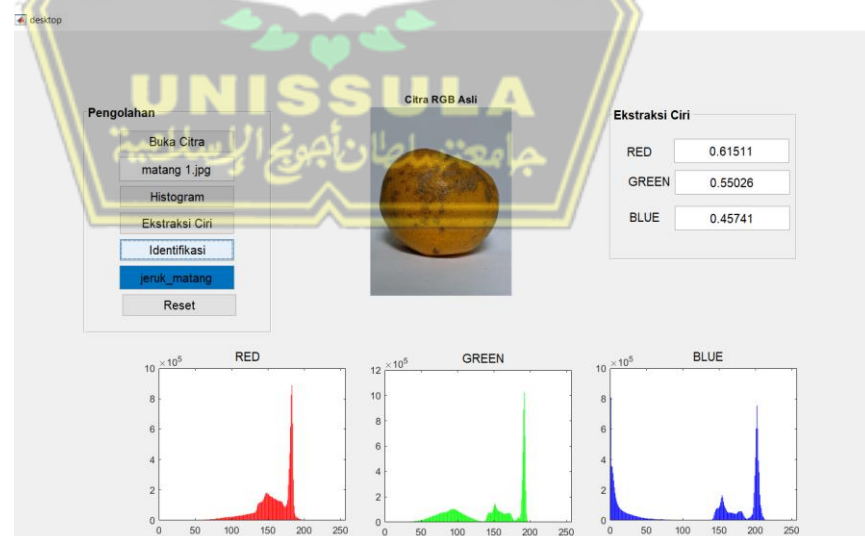 desktop
UNISSULA
جامعتسلطان أجونج الإسلامية
Pengolahan
Buka Citra
matang 1.jpg
Histogram
Ekstraksi Ciri
Identifikasi
jeruk_matang
Reset
Citra RGB Asli
Ekstraksi Ciri
RED 0.61511
GREEN 0.55026
BLUE 0.45741
RED
×10⁵
10
8
6
4
2
0
0 50 100 150 200 250
GREEN
×10⁵
12
10
8
6
4
2
0
0 50 100 150 200 250
BLUE
×10⁵
10
8
6
4
2
0
0 50 100 150 200 250